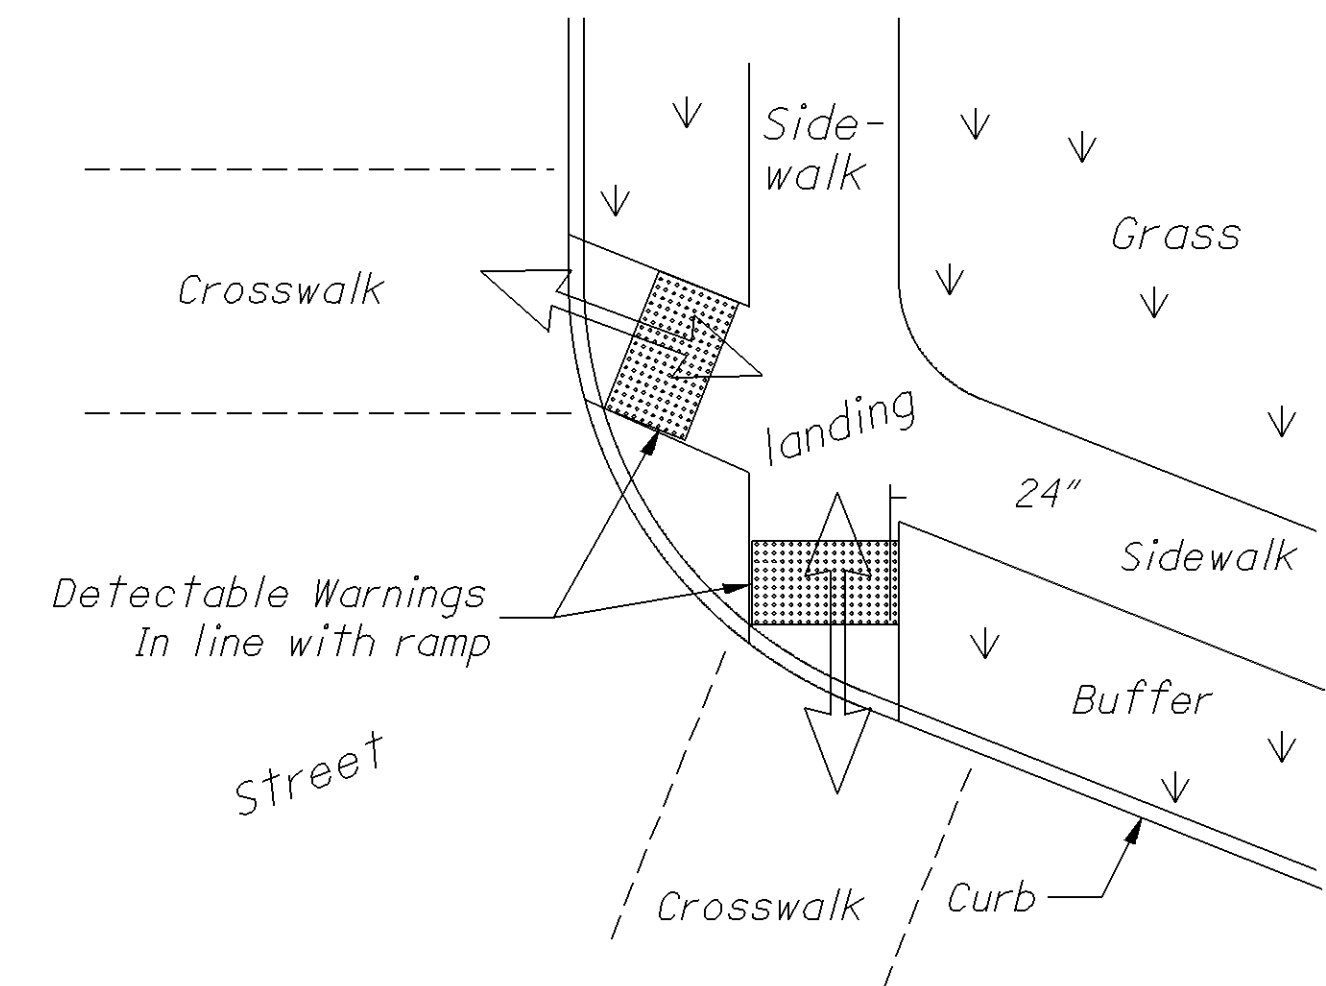 Side-
walk
Grass
Crosswalk
landing
24"
Sidewalk
Detectable Warnings
In line with ramp
Buffer
Street
Crosswalk
Curb